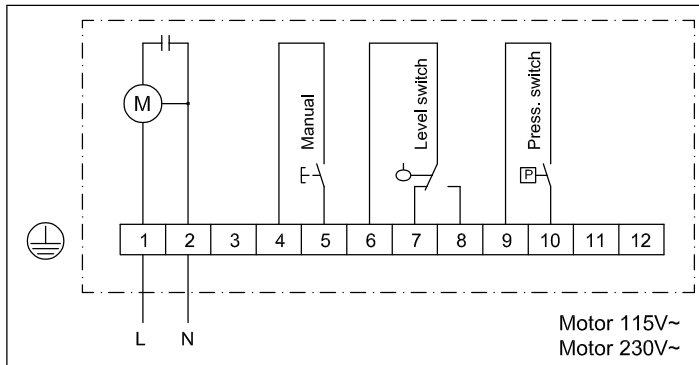 M
Manual
Level switch
Press. switch
P
1 2 3 4 5 6 7 8 9 10 11 12
L N
Motor 115V~
Motor 230V~